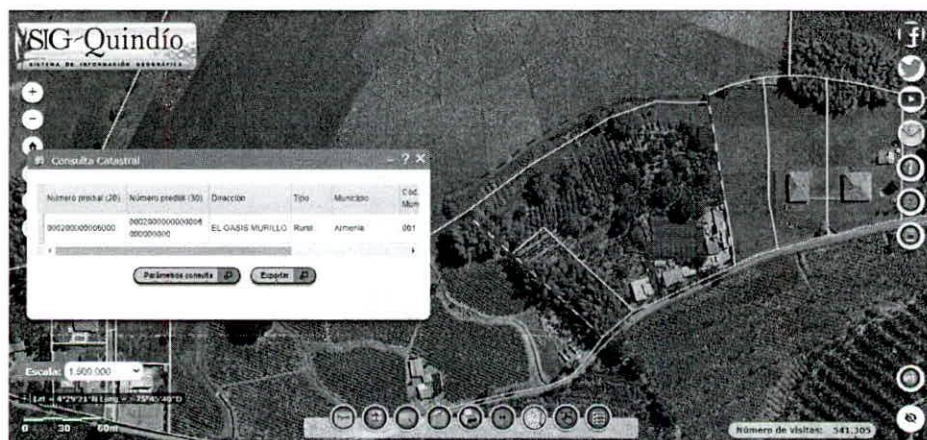 SIG-Quindío
SISTEMA DE INFORMACIÓN GEOGRÁFICA
Consulta Catastral
Número predial (20) Número predial (30) Dirección Tipo Municipio Cód. Mun
EL OASIS MURILLO Rural Armenia 001
Parámetros consulta Exportar
Escala: 1:500.000
Número de visitas: 541,305
0 30 60m